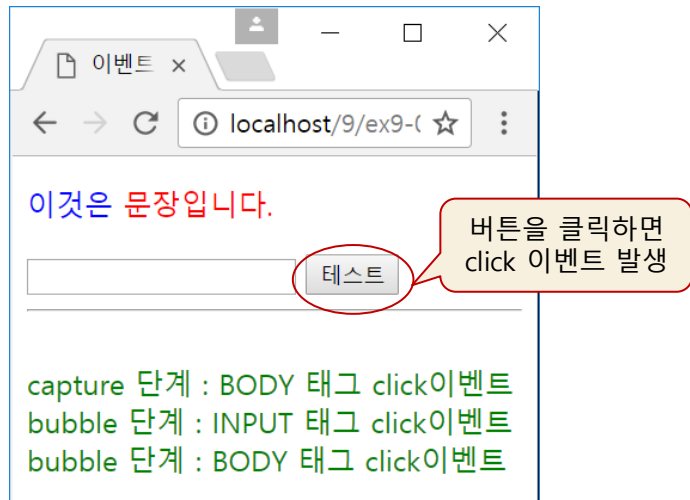 이벤트
localhost/9/ex9-0
이것은 문장입니다.
테스트
버튼을 클릭하면
click 이벤트 발생
capture 단계 : BODY 태그 click이벤트
bubble 단계 : INPUT 태그 click이벤트
bubble 단계 : BODY 태그 click이벤트